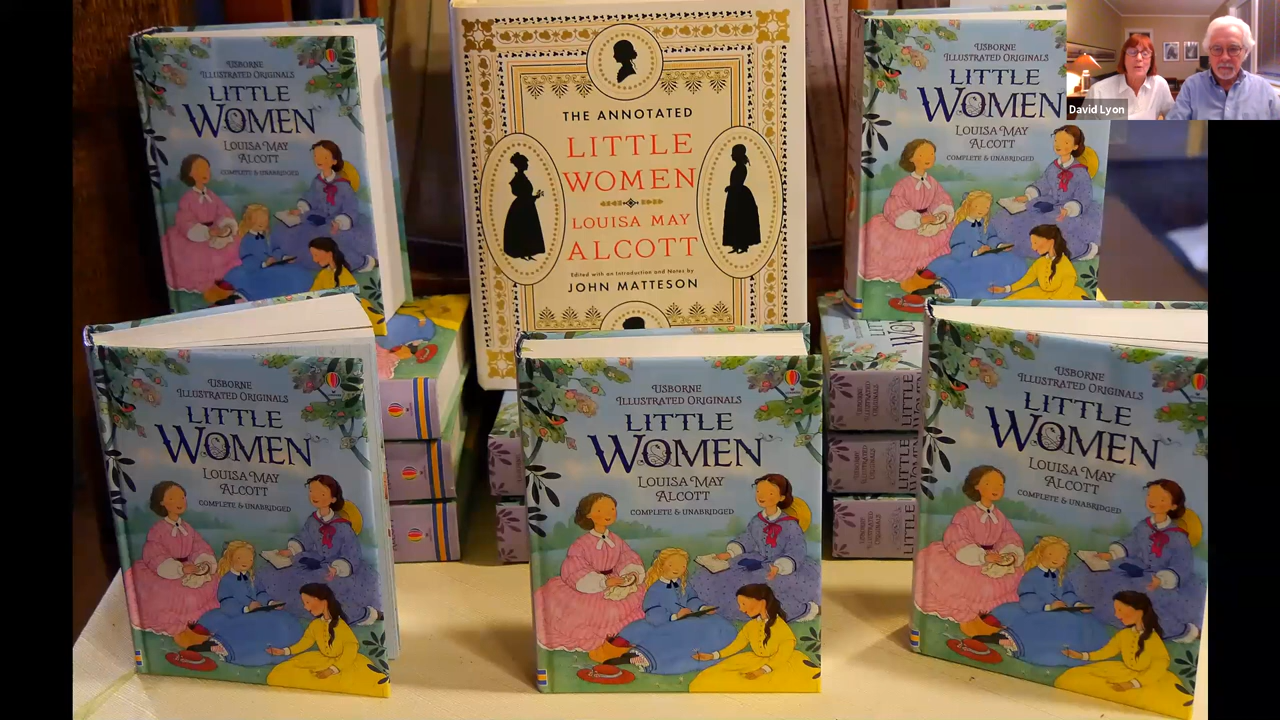 USBORNE
ILLUSTRATED ORIGINALS
LITTLE
WOMEN
LOUISA MAY
ALCOTT
COMPLETE & UNABRIDGED
THE ANNOTATED
LITTLE
WOMEN
LOUISA MAY
ALCOTT
Edited with an Introduction and Notes by
JOHN MATTESON
USBORNE
ILLUSTRATED ORIGINALS
LITTLE
WOMEN
LOUISA MAY
ALCOTT
COMPLETE & UNABRIDGED
David Lyon
USBORNE
ILLUSTRATED ORIGINALS
LITTLE
WOMEN
LOUISA MAY
ALCOTT
COMPLETE & UNABRIDGED
USBORNE
ILLUSTRATED ORIGINALS
LITTLE
WOMEN
LOUISA MAY
ALCOTT
COMPLETE & UNABRIDGED
LITTLE
LITTLE
LITTLE
USBORNE
ILLUSTRATED ORIGINALS
LITTLE
WOMEN
LOUISA MAY
ALCOTT
COMPLETE & UNABRIDGED